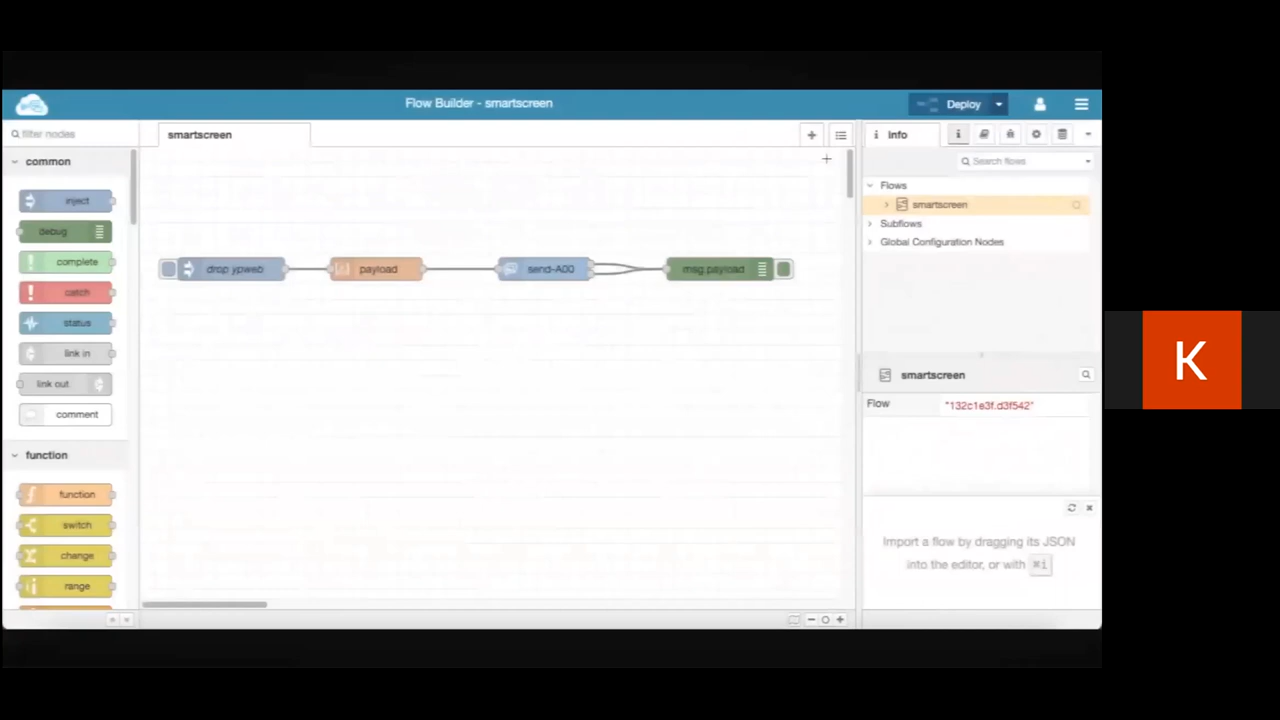 Flow Builder - smartscreen
Deploy
filter nodes
smartscreen
i Info
i
common
Search flows
inject
debug
complete
catch
status
link in
link out
comment
function
function
switch
change
range
drop ypweb
payload
send-A00
msg.payload
Flows
smartscreen
Subflows
Global Configuration Nodes
smartscreen
Flow "132c1e3f.d3f542"
Import a flow by dragging its JSON
into the editor, or with ⌘i
K